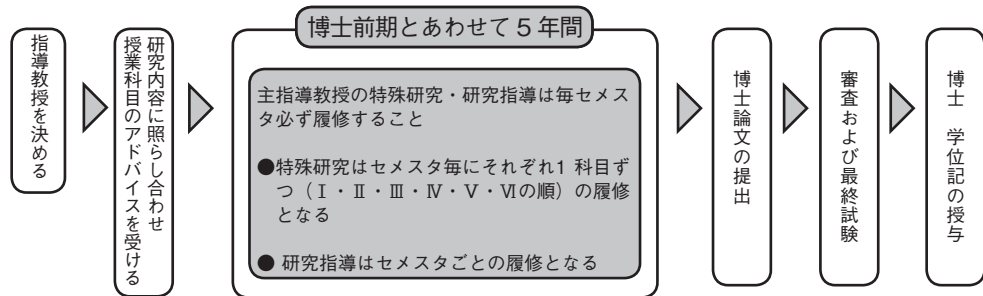 指導教授を決める
研究内容に照らし合わせ
授業科目のアドバイスを受ける
博士前期とあわせて5年間
主指導教授の特殊研究・研究指導は毎セメス
タ必ず履修すること
●特殊研究はセメスタ毎にそれぞれ1 科目ず
つ（Ⅰ・Ⅱ・Ⅲ・Ⅳ・Ⅴ・Ⅵの順）の履修
となる
● 研究指導はセメスタごとの履修となる
博士論文の提出
審査および最終試験
博士　学位記の授与